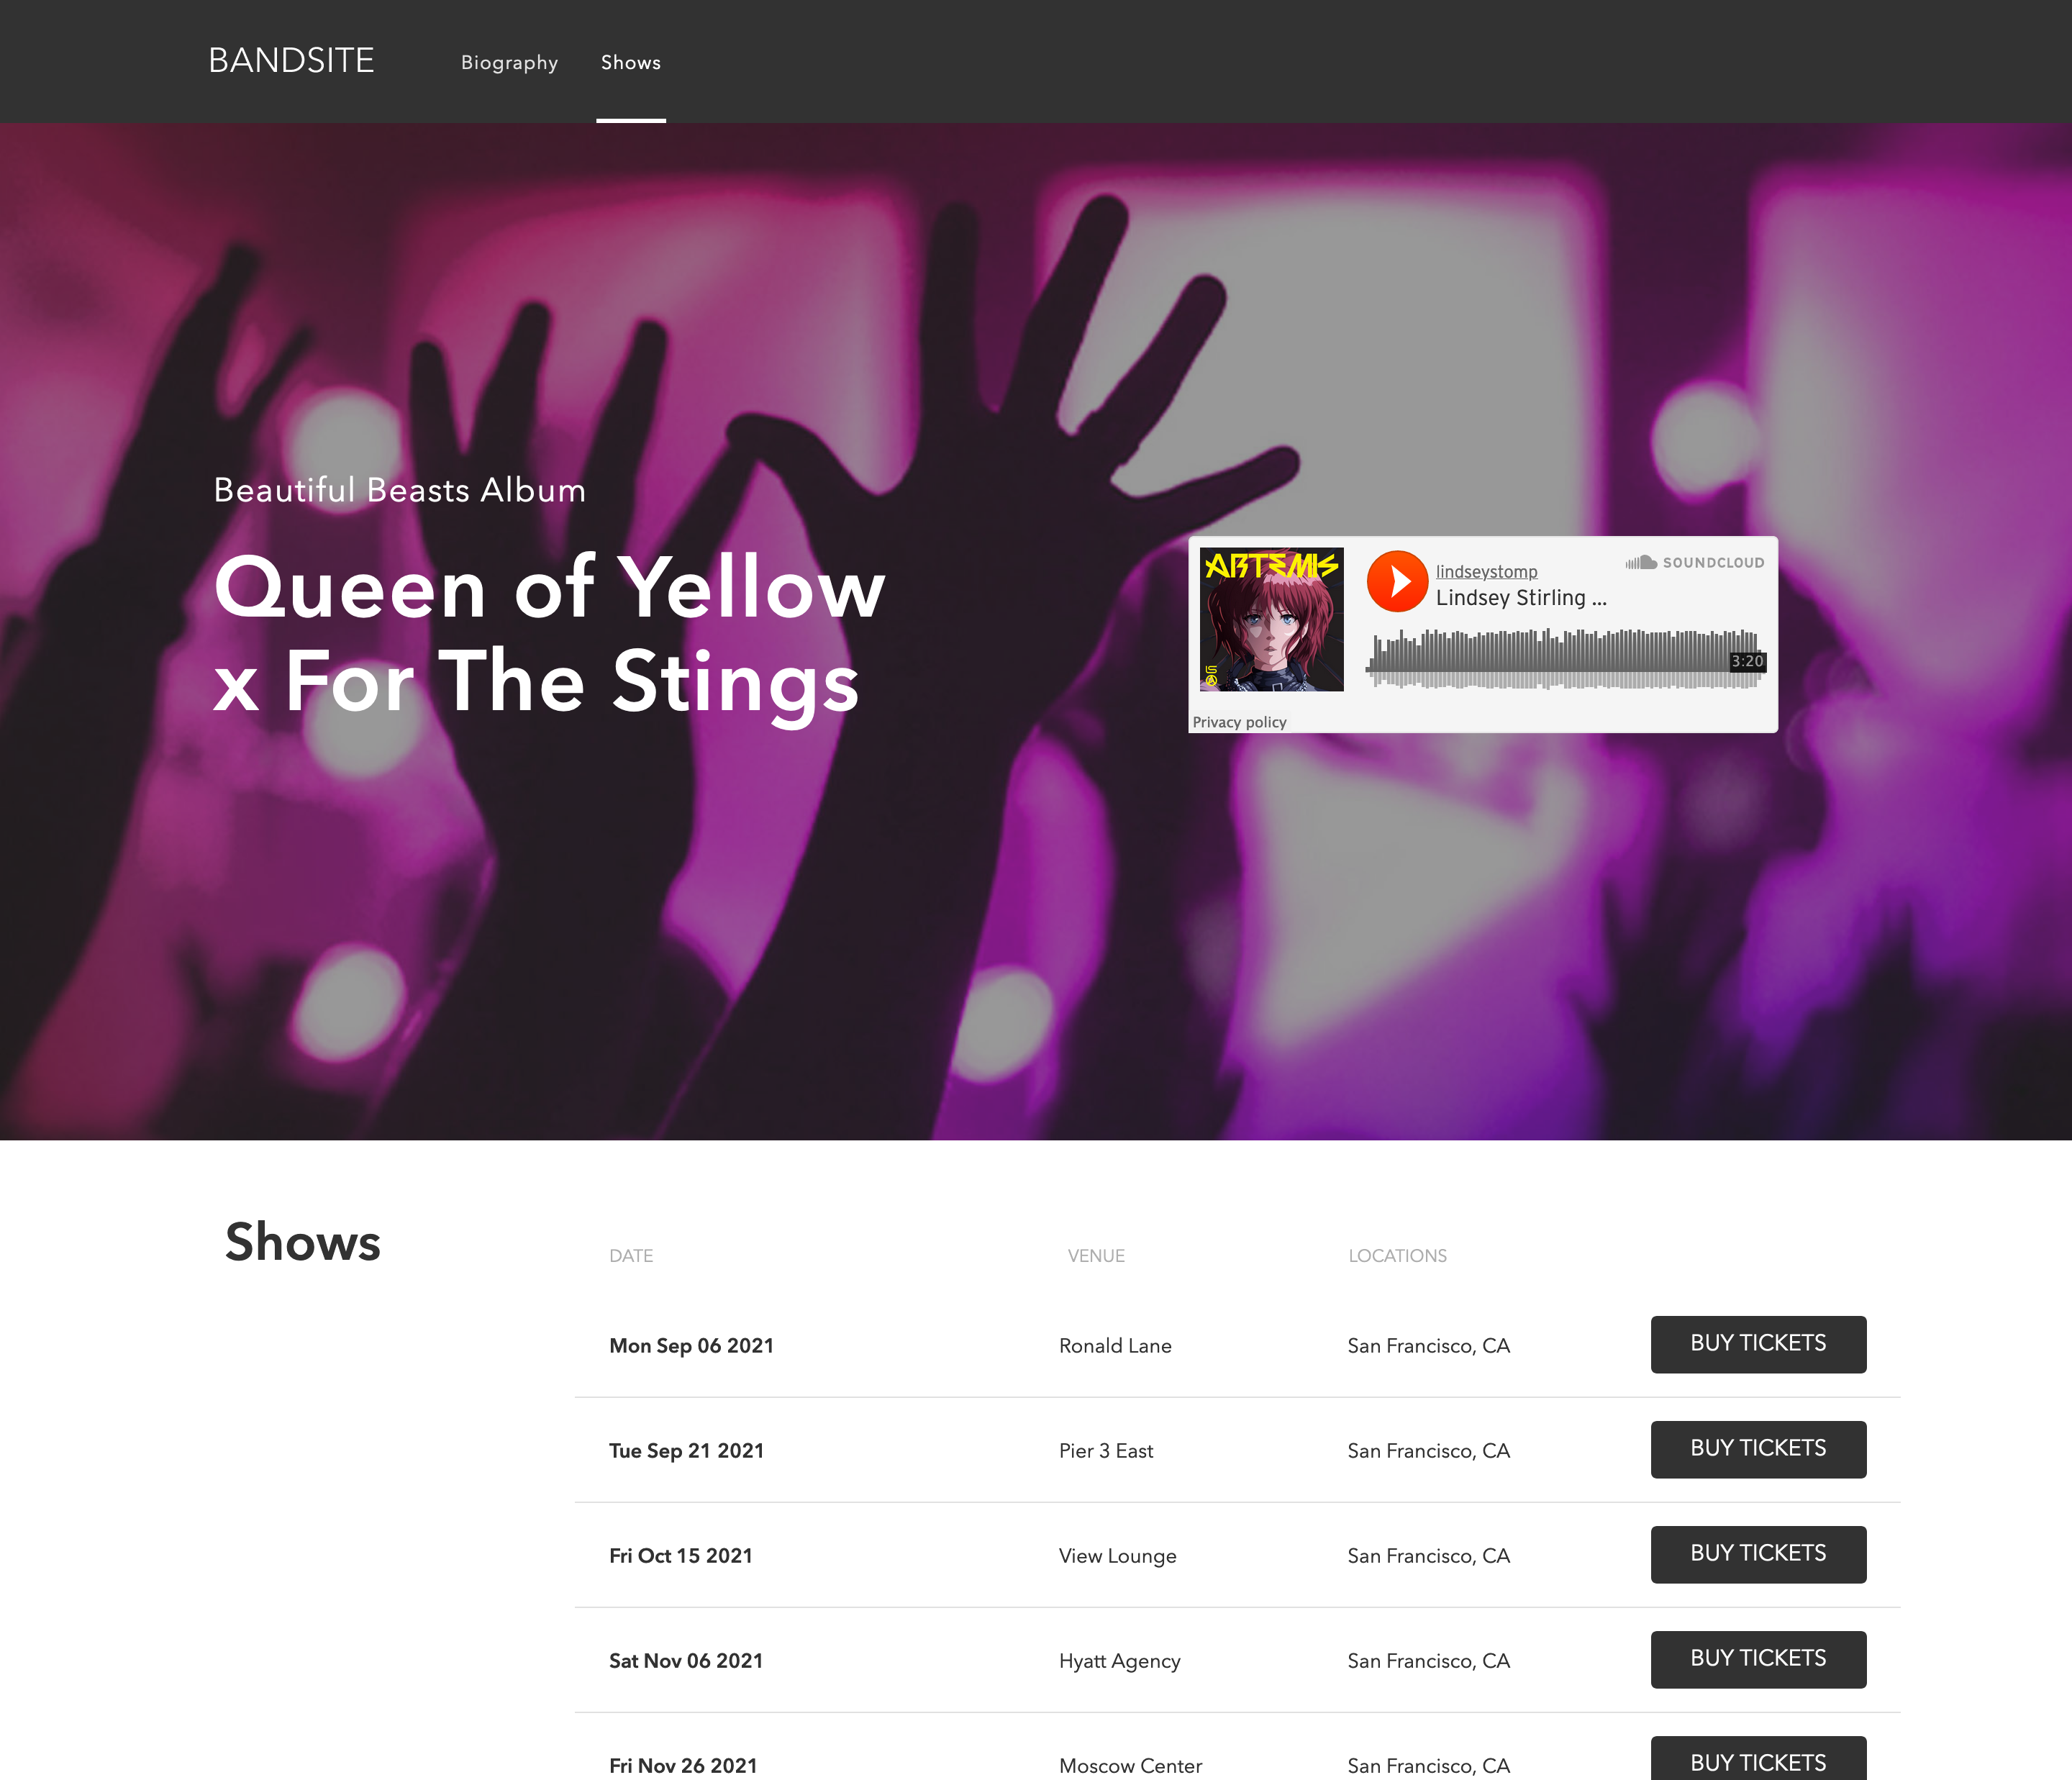 BANDSITE
Biography
Shows
Beautiful Beasts Album
Queen of Yellow
x For The Stings
ARTEMIS
lindseystomp
SOUNDCLOUD
Lindsey Stirling ...
3:20
Privacy policy
Shows
DATE VENUE LOCATIONS
Mon Sep 06 2021 Ronald Lane San Francisco, CA BUY TICKETS
Tue Sep 21 2021 Pier 3 East San Francisco, CA BUY TICKETS
Fri Oct 15 2021 View Lounge San Francisco, CA BUY TICKETS
Sat Nov 06 2021 Hyatt Agency San Francisco, CA BUY TICKETS
Fri Nov 26 2021 Moscow Center San Francisco, CA BUY TICKETS